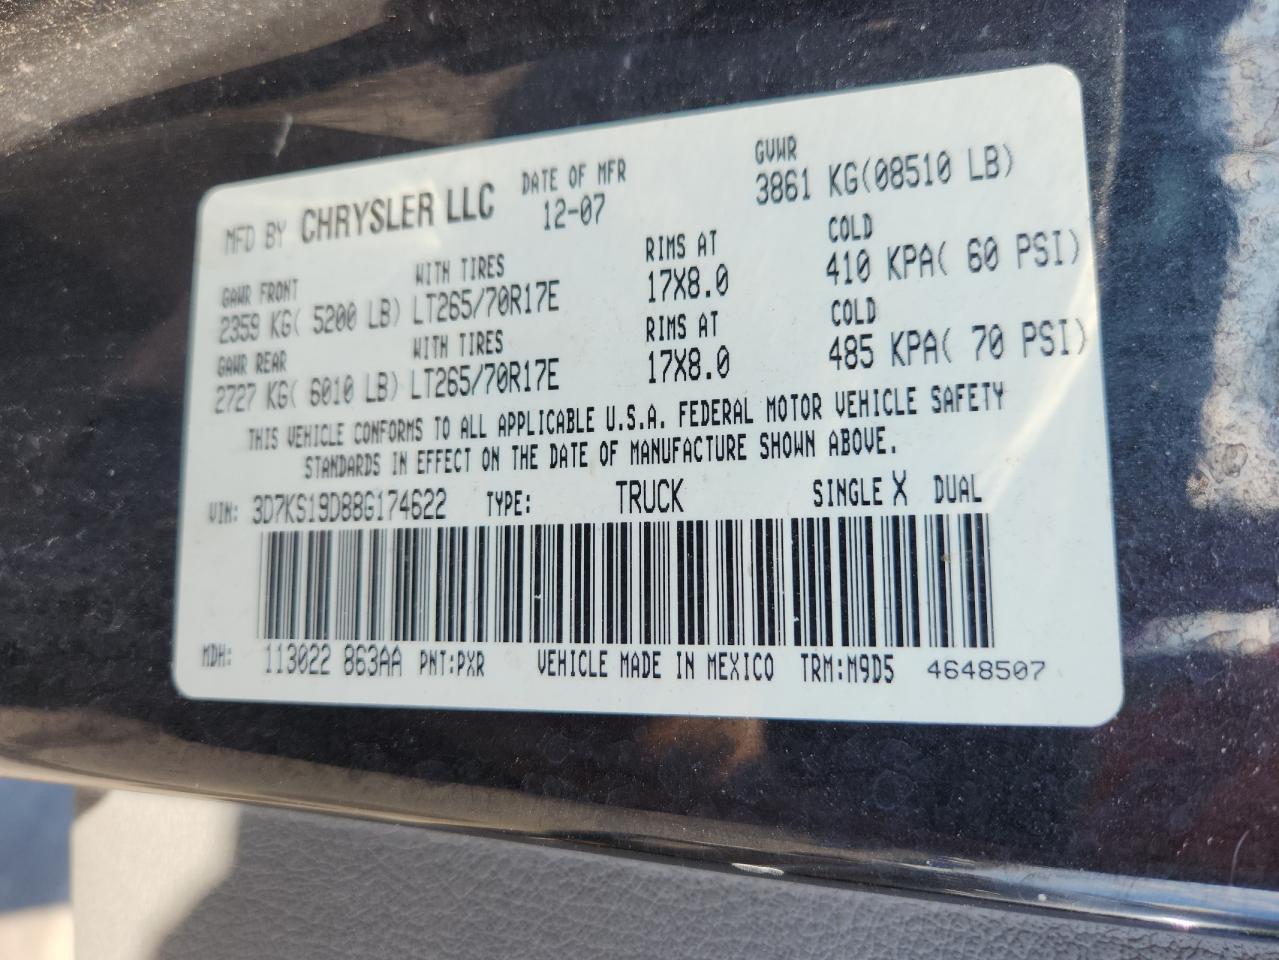 MFD BY CHRYSLER LLC DATE OF MFR 12-07 GVWR 3861 KG(08510 LB)
GAWR FRONT WITH TIRES RIMS AT COLD
2359 KG( 5200 LB) LT265/70R17E 17X8.0 410 KPA( 60 PSI)
GAWR REAR WITH TIRES RIMS AT COLD
2727 KG( 6010 LB) LT265/70R17E 17X8.0 485 KPA( 70 PSI)
THIS VEHICLE CONFORMS TO ALL APPLICABLE U.S.A. FEDERAL MOTOR VEHICLE SAFETY
STANDARDS IN EFFECT ON THE DATE OF MANUFACTURE SHOWN ABOVE.
VIN: 3D7KS19D88G174622 TYPE: TRUCK SINGLE X DUAL
MDH: 113022 863AA PNT:PXR VEHICLE MADE IN MEXICO TRM:M9D5 4648507